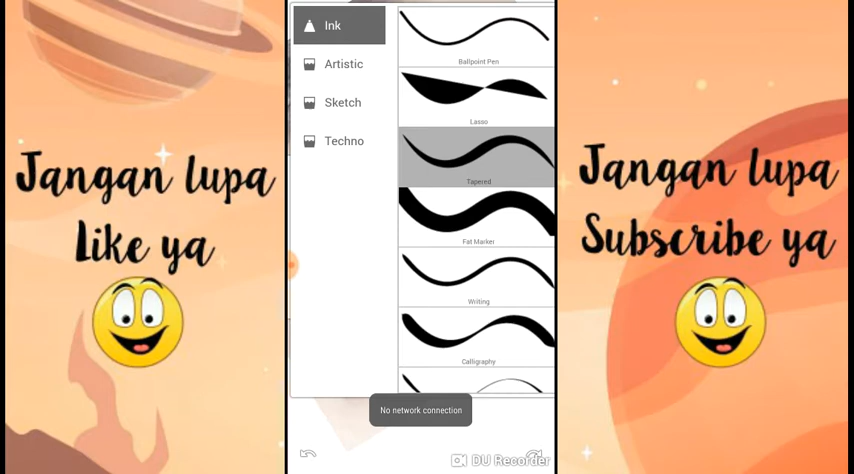 Jangan lupa
Like ya
Ink
Artistic
Sketch
Techno
Ballpoint Pen
Lasso
Tapered
Fat Marker
Writing
Calligraphy
No network connection
DU Recorder
Jangan lupa
Subscribe ya